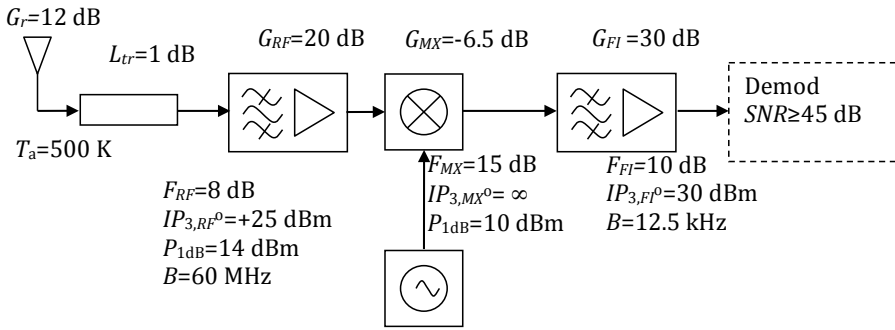 Gr=12 dB
Ltr=1 dB
GRF=20 dB
GMX=-6.5 dB
GFI=30 dB
Demod
SNR≥45 dB
Ta=500 K
FRF=8 dB
IP3,RFo=+25 dBm
P1dB=14 dBm
B=60 MHz
FMX=15 dB
IP3,MXo= ∞
P1dB=10 dBm
FFI=10 dB
IP3,FIo=30 dBm
B=12.5 kHz